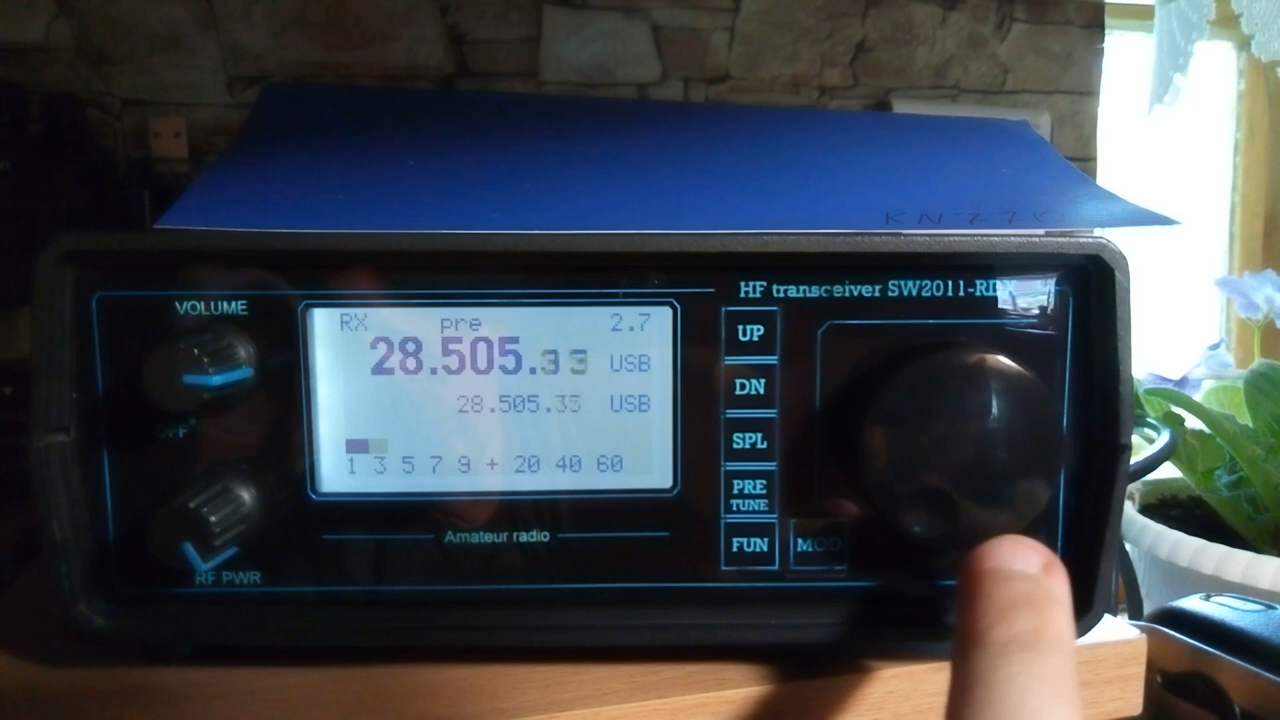 HF transceiver SW2011-RDX
VOLUME
RX pre 2.7
28.505.33 USB
28.505.35 USB
1 3 5 7 9 + 20 40 60
UP
DN
SPL
PRE
TUNE
FUN
MOD
OFF
RF PWR
Amateur radio